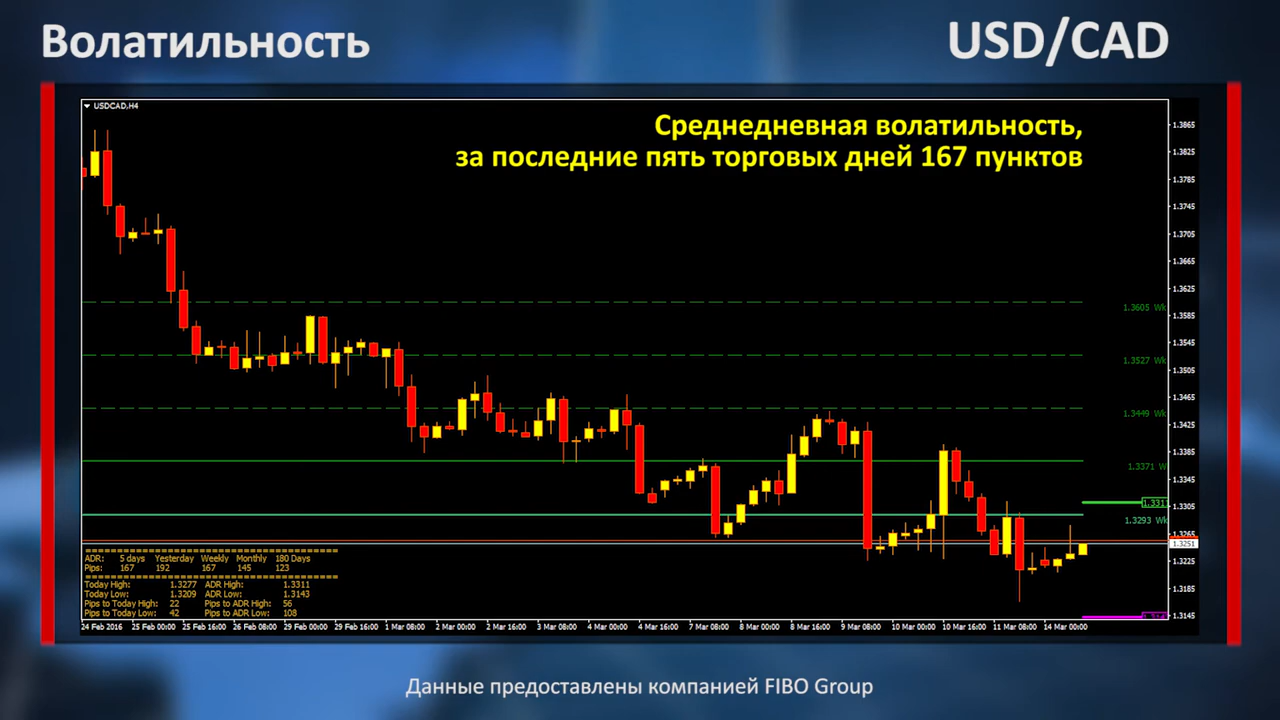 Волатильность
USD/CAD
USDCAD,H4
Среднедневная волатильность,
за последние пять торговых дней 167 пунктов
1.3865
1.3825
1.3785
1.3745
1.3705
1.3665
1.3625
1.3605 Wk
1.3585
1.3545
1.3527 Wk
1.3505
1.3465
1.3449 Wk
1.3425
1.3385
1.3371 W
1.3345
1.3311
1.3305
1.3293 Wk
1.3265
1.3251
1.3225
1.3185
1.3145
ADR: 5 days Yesterday Weekly Monthly 180 Days
Pips: 167 192 167 145 123
Today High: 1.3277 ADR High: 1.3311
Today Low: 1.3209 ADR Low: 1.3143
Pips to Today High: 22 Pips to ADR High: 56
Pips to Today Low: 42 Pips to ADR Low: 108
24 Feb 2016 25 Feb 00:00 25 Feb 16:00 26 Feb 08:00 29 Feb 00:00 29 Feb 16:00 1 Mar 08:00 2 Mar 00:00 2 Mar 16:00 3 Mar 08:00 4 Mar 00:00 4 Mar 16:00 7 Mar 08:00 8 Mar 00:00 8 Mar 16:00 9 Mar 08:00 10 Mar 00:00 10 Mar 16:00 11 Mar 08:00 14 Mar 00:00
Данные предоставлены компанией FIBO Group